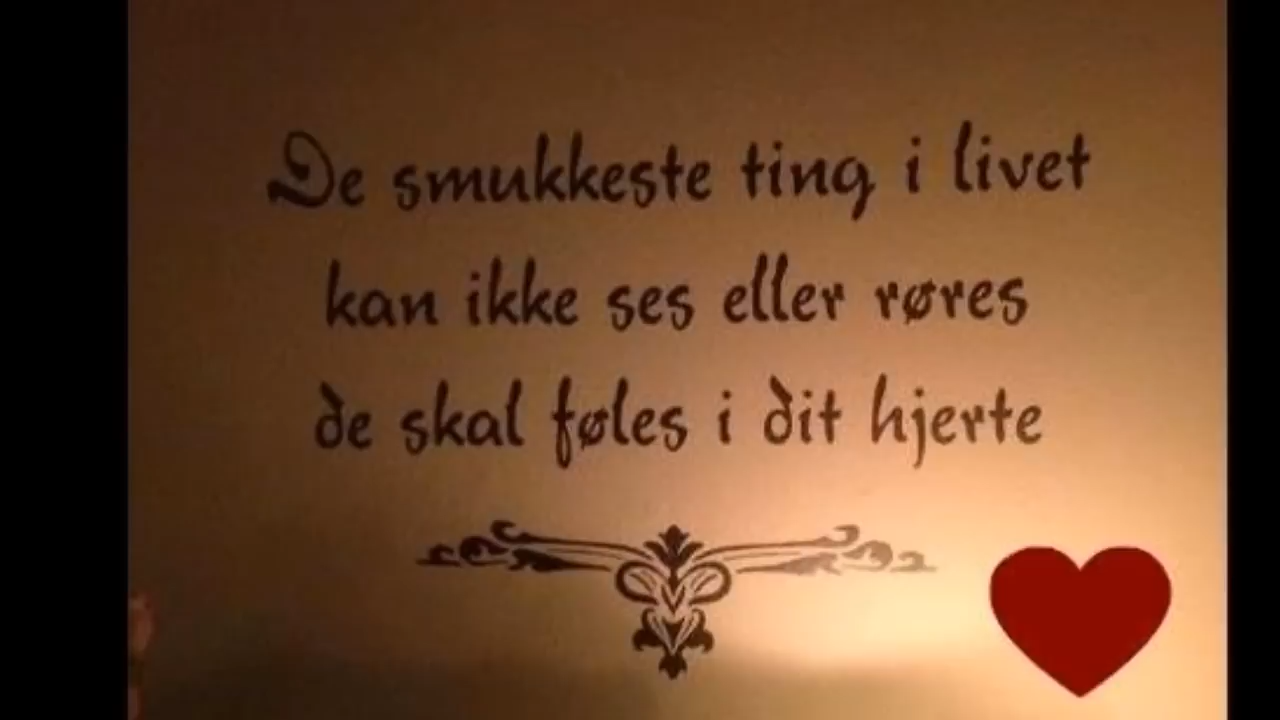 De smukkeste ting i livet
kan ikke ses eller røres
de skal føles i dit hjerte